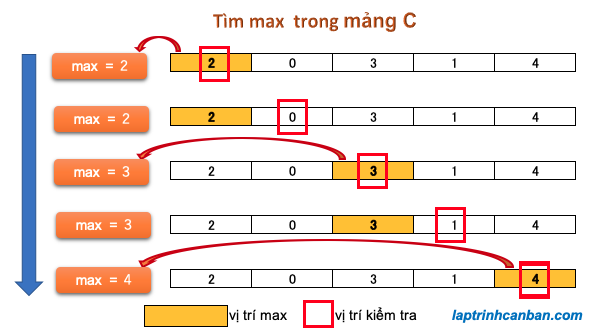 Tìm max trong mảng C
max = 2 2 0 3 1 4
max = 2 2 0 3 1 4
max = 3 2 0 3 1 4
max = 3 2 0 3 1 4
max = 4 2 0 3 1 4
vị trí max vị trí kiểm tra laptrinhcanban.com